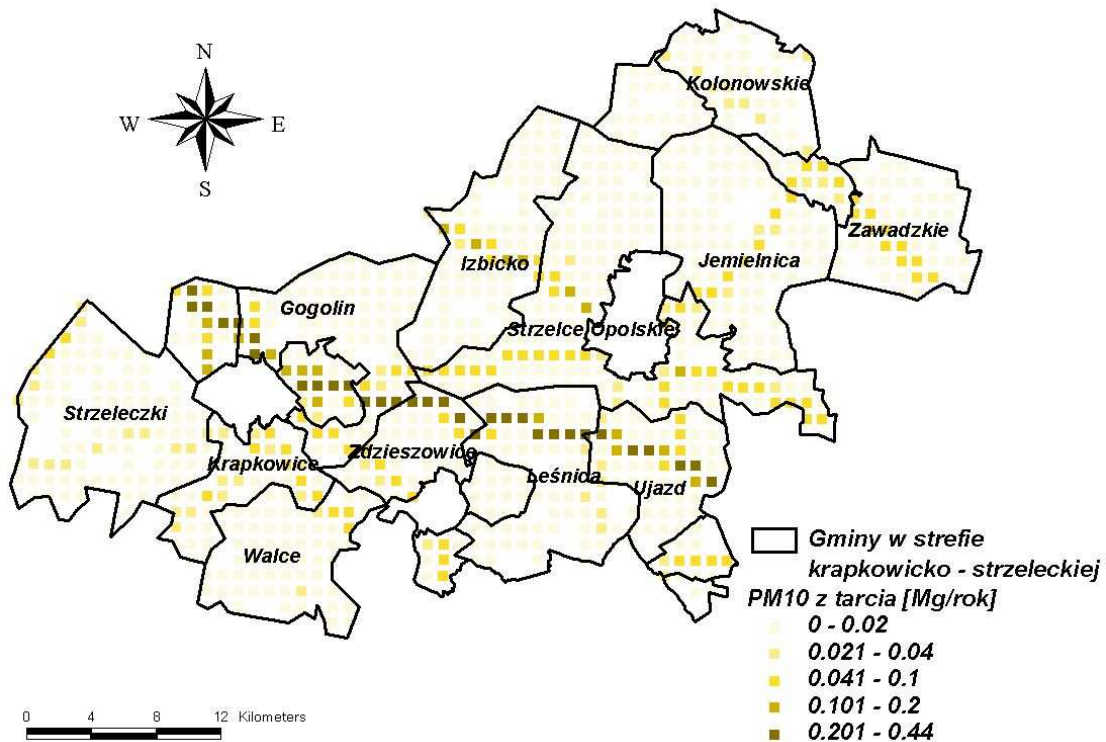 N
W E
S
Kolonowskie
Zawadzkie
Izbicko
Jemielnica
Gogolin
Strzelce Opolskie
Strzeleczki
Krapkowice
Zdzieszowice
Leśnica
Ujazd
Walce
Gminy w strefie
krapkowicko - strzeleckiej
PM10 z tarcia [Mg/rok]
0 - 0.02
0.021 - 0.04
0.041 - 0.1
0.101 - 0.2
0.201 - 0.44
0 4 8 12 Kilometers